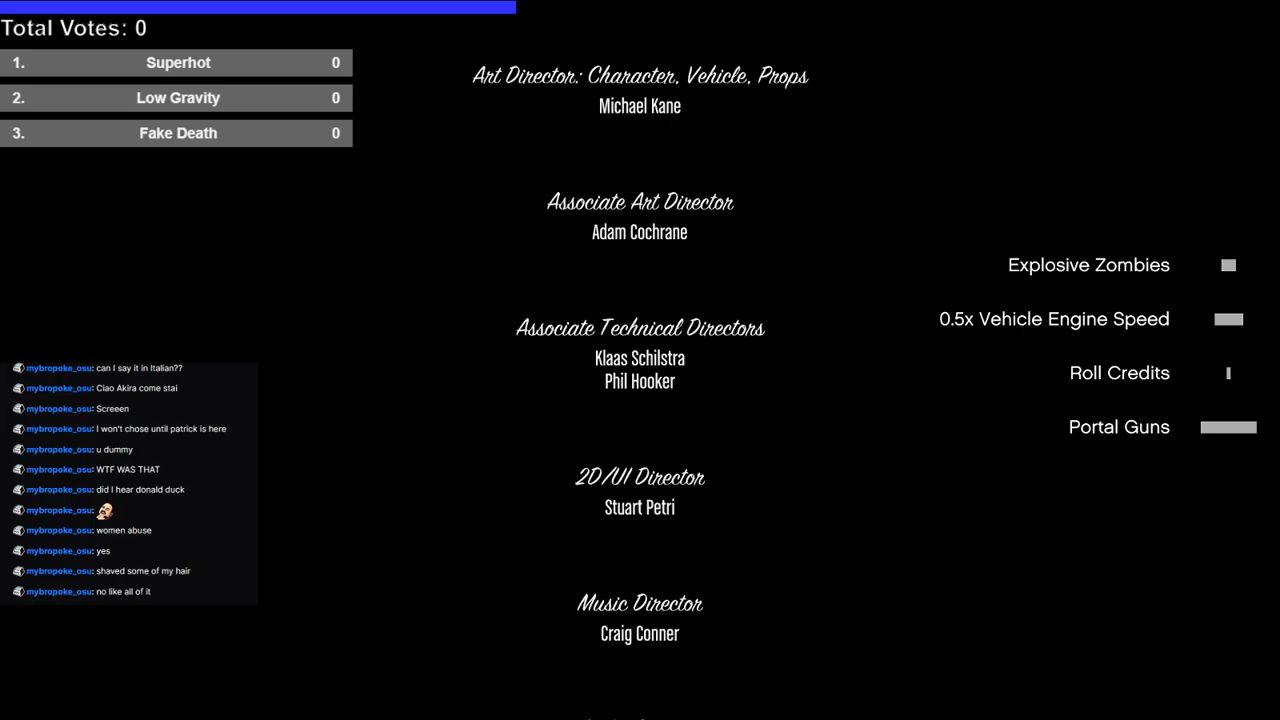 Total Votes: 0
1. Superhot 0
2. Low Gravity 0
3. Fake Death 0
Art Director: Character, Vehicle, Props
Michael Kane
Associate Art Director
Adam Cochrane
Associate Technical Directors
Klaas Schilstra
Phil Hooker
2D/UI Director
Stuart Petri
Music Director
Craig Conner
Explosive Zombies
0.5x Vehicle Engine Speed
Roll Credits
Portal Guns
mybropoke_osu: can I say it in Italian??
mybropoke_osu: Ciao Akira come stai
mybropoke_osu: Screeen
mybropoke_osu: I won't chose until patrick is here
mybropoke_osu: u dummy
mybropoke_osu: WTF WAS THAT
mybropoke_osu: did I hear donald duck
mybropoke_osu:
mybropoke_osu: women abuse
mybropoke_osu: yes
mybropoke_osu: shaved some of my hair
mybropoke_osu: no like all of it